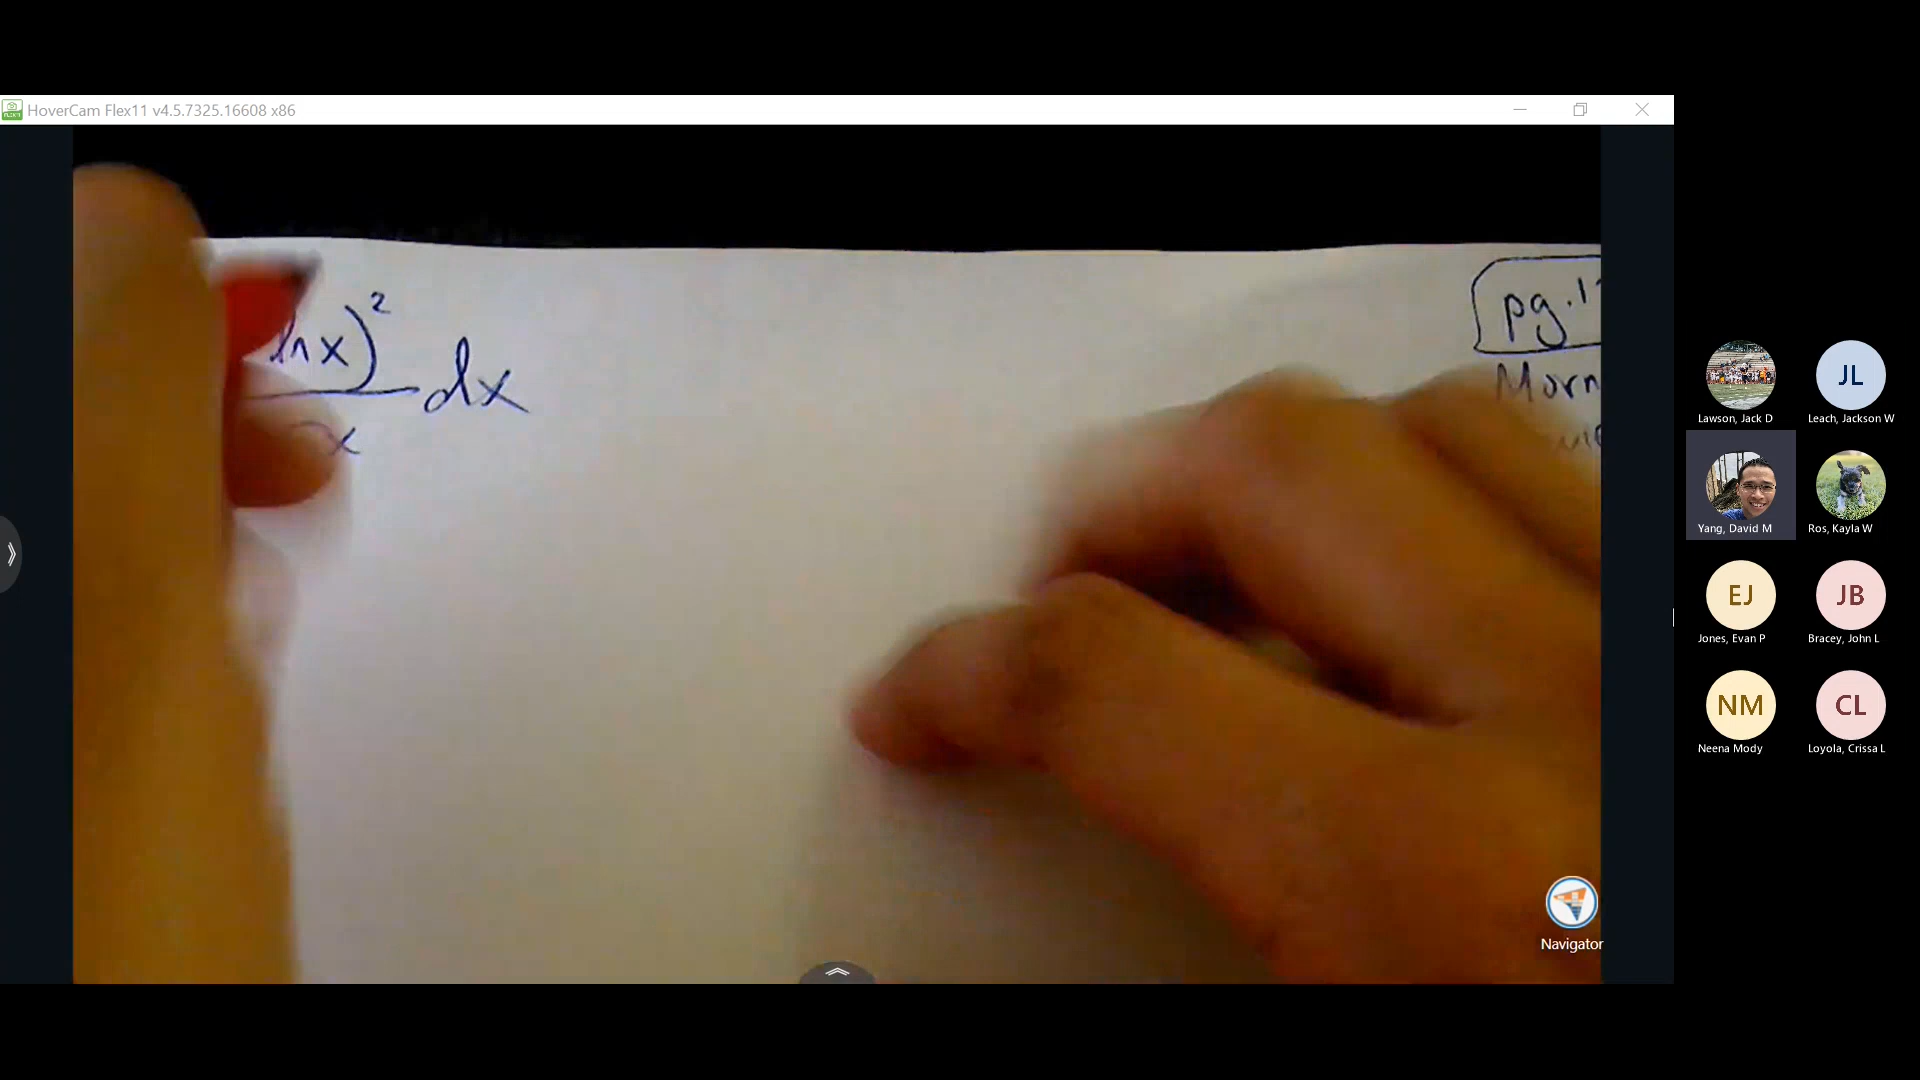 HoverCam Flex11 v4.5.7325.16608 x86
ln x)²
dx
x
pg.1
Morn
Navigator
Lawson, Jack D
JL
Leach, Jackson W
Yang, David M
Ros, Kayla W
EJ
Jones, Evan P
JB
Bracey, John L
NM
Neena Mody
CL
Loyola, Crissa L